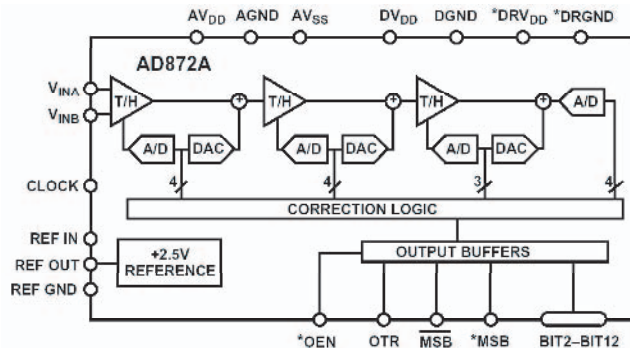 AVDD AGND AVSS DVDD DGND *DRVDD *DRGND
AD872A
VINA
VINB
T/H + T/H + T/H + A/D
A/D DAC A/D DAC A/D DAC
4 4 3 4
CLOCK
CORRECTION LOGIC
REF IN
REF OUT
REF GND
+2.5V
REFERENCE
OUTPUT BUFFERS
*OEN OTR MSB *MSB BIT2–BIT12